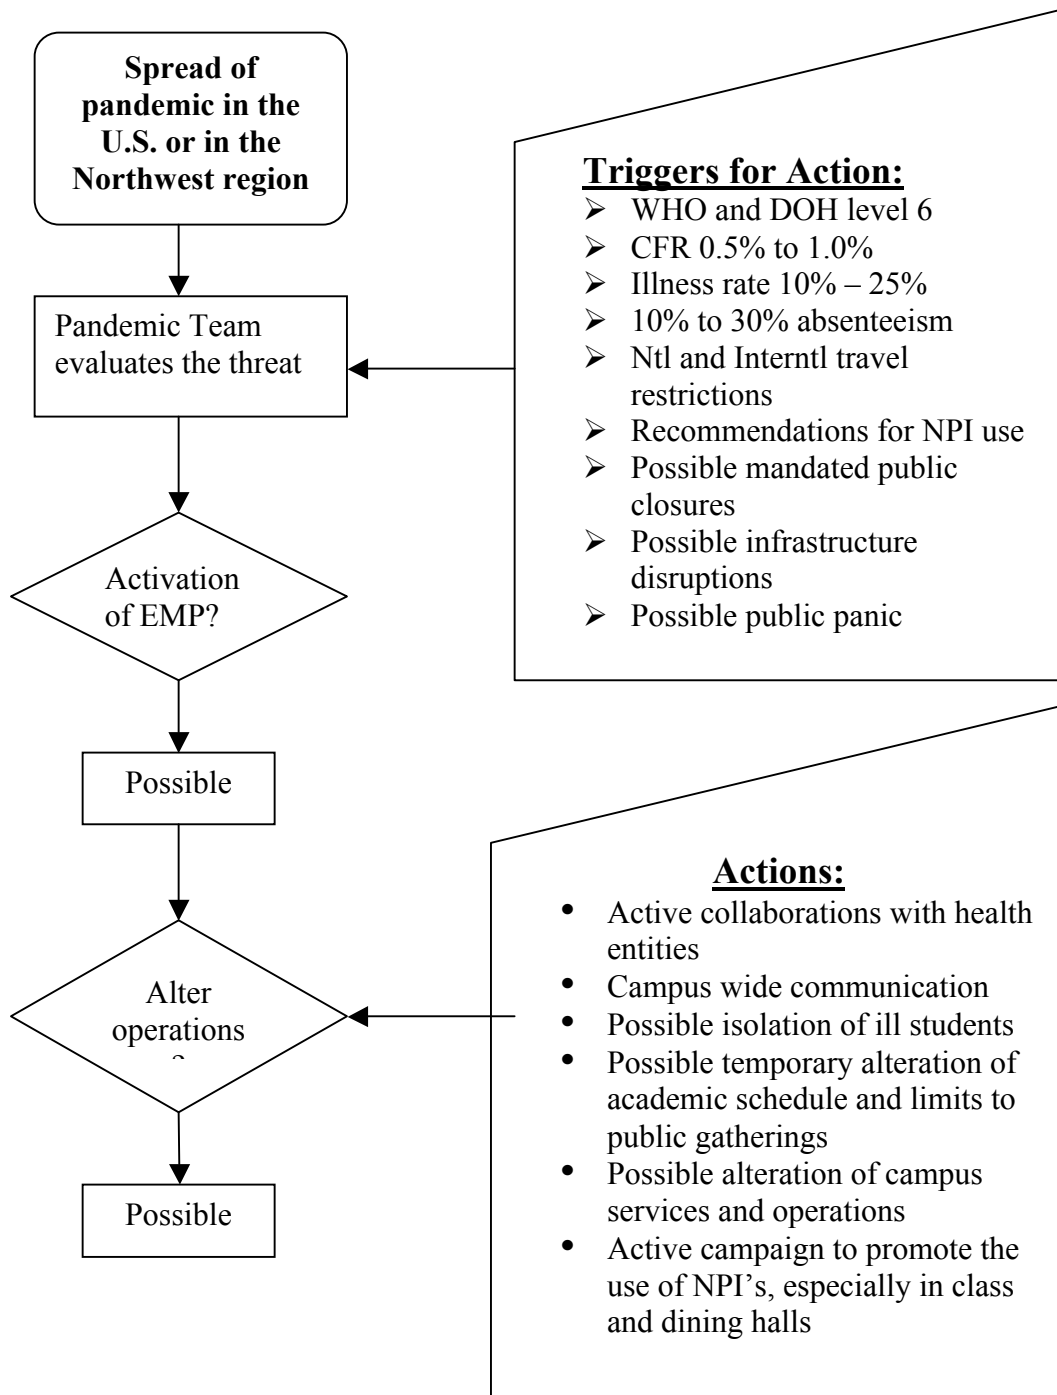 Spread of
pandemic in the
U.S. or in the
Northwest region
Pandemic Team
evaluates the threat
Activation
of EMP?
Possible
Alter
operations
?
Possible
Triggers for Action:
➢ WHO and DOH level 6
➢ CFR 0.5% to 1.0%
➢ Illness rate 10% – 25%
➢ 10% to 30% absenteeism
➢ Ntl and Interntl travel
restrictions
➢ Recommendations for NPI use
➢ Possible mandated public
closures
➢ Possible infrastructure
disruptions
➢ Possible public panic
Actions:
• Active collaborations with health
entities
• Campus wide communication
• Possible isolation of ill students
• Possible temporary alteration of
academic schedule and limits to
public gatherings
• Possible alteration of campus
services and operations
• Active campaign to promote the
use of NPI’s, especially in class
and dining halls